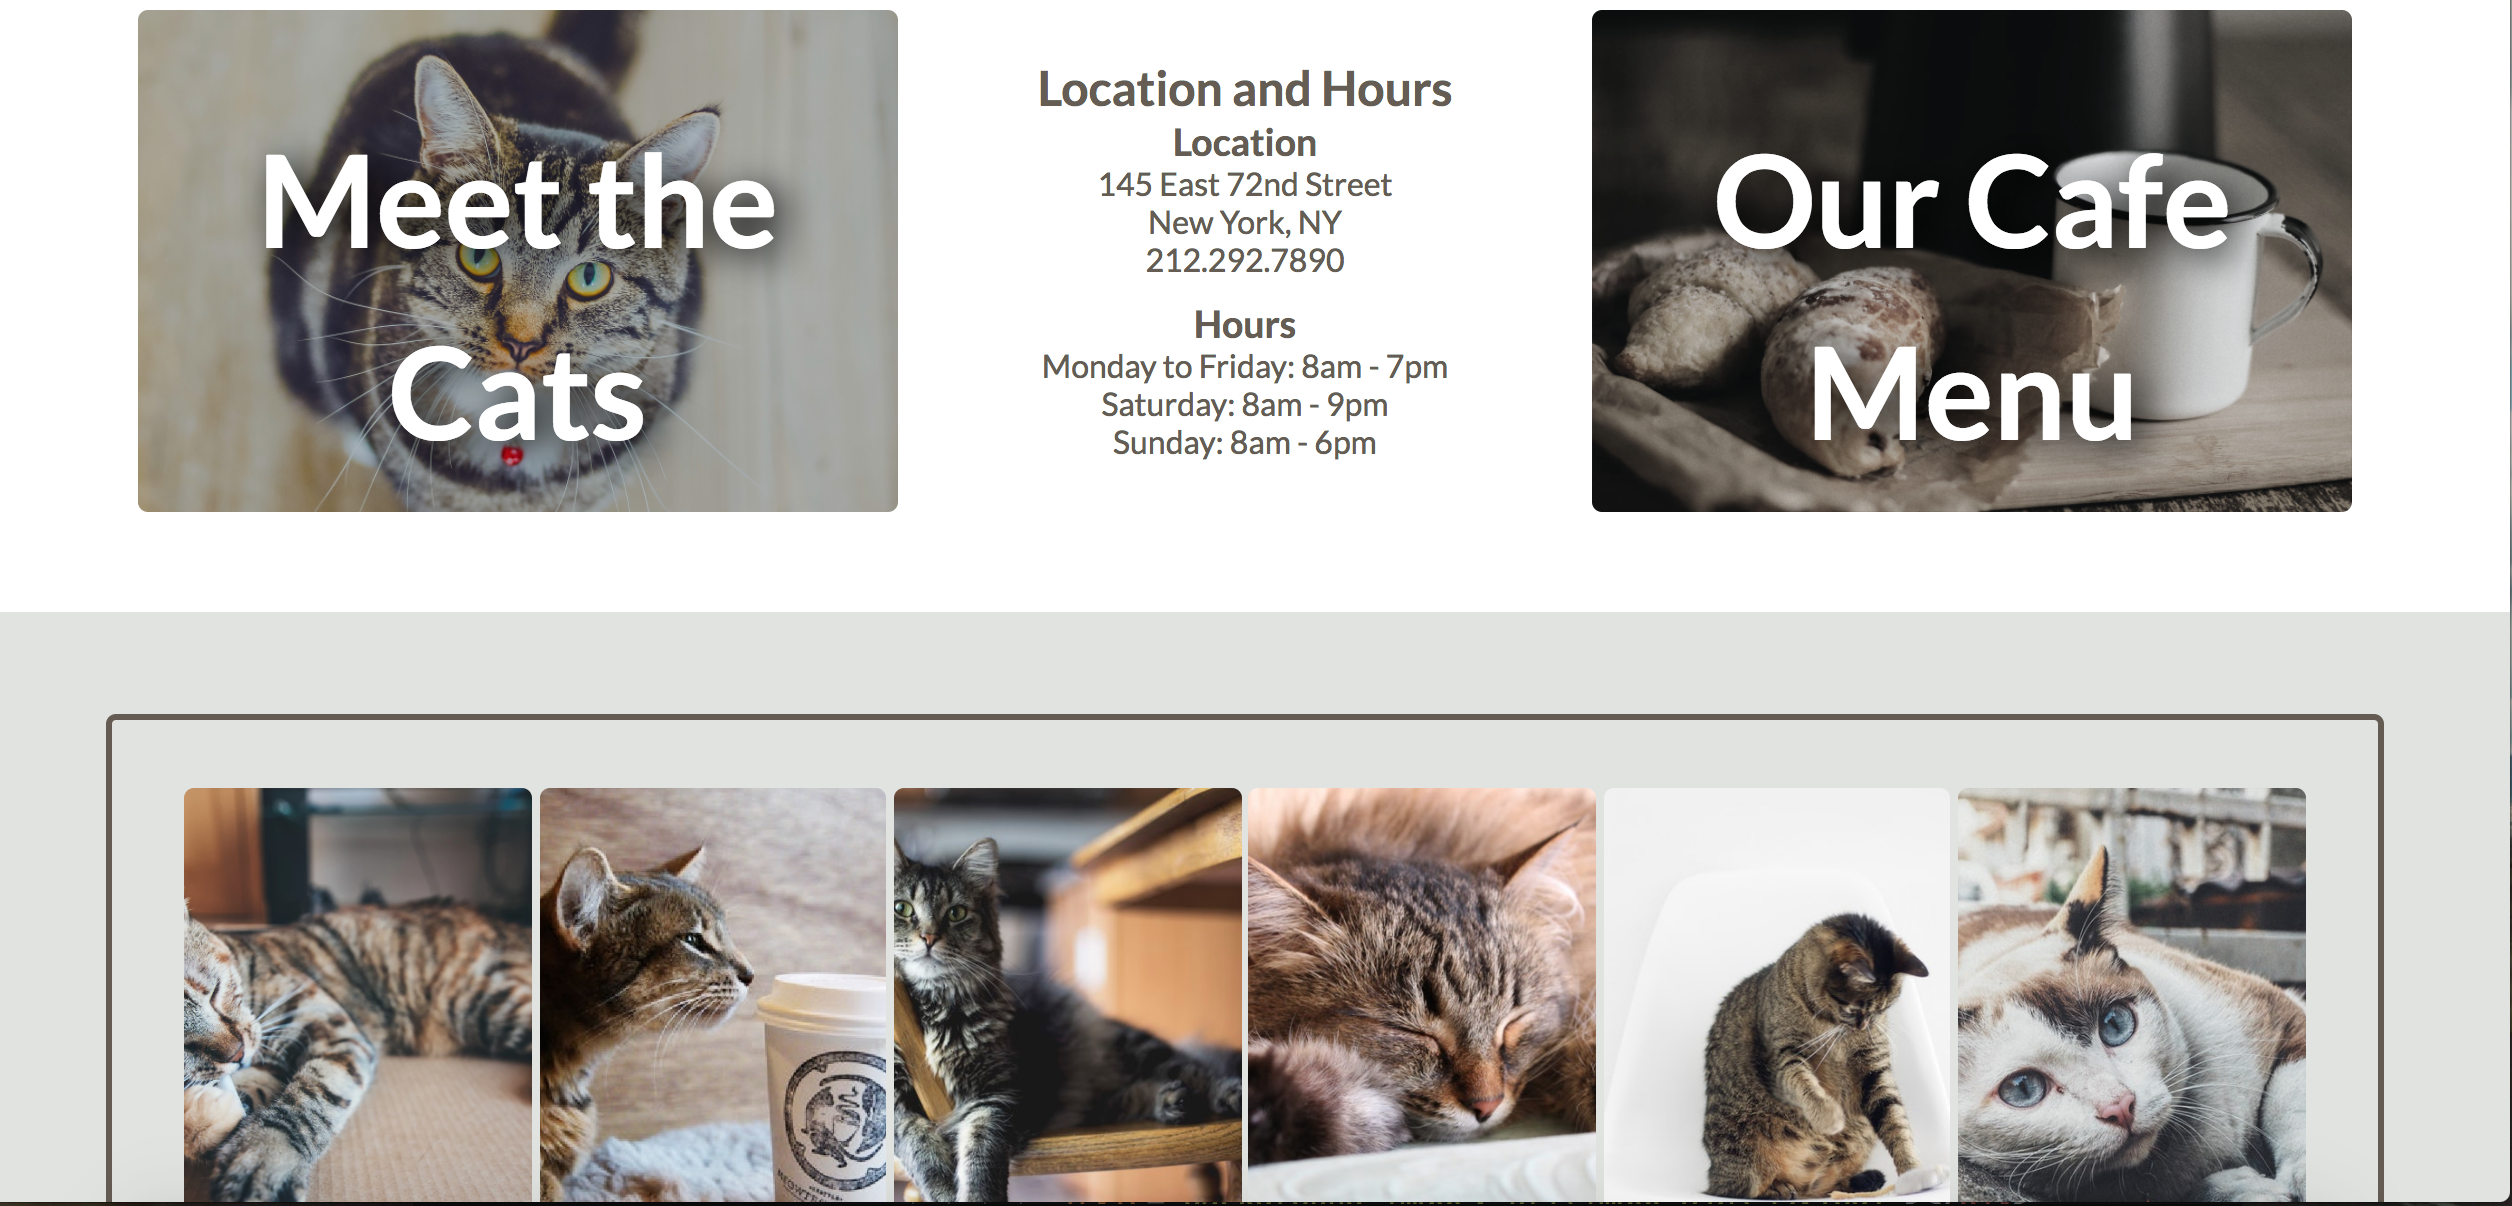 Meet the
Cats
Location and Hours
Location
145 East 72nd Street
New York, NY
212.292.7890
Hours
Monday to Friday: 8am - 7pm
Saturday: 8am - 9pm
Sunday: 8am - 6pm
Our Cafe
Menu